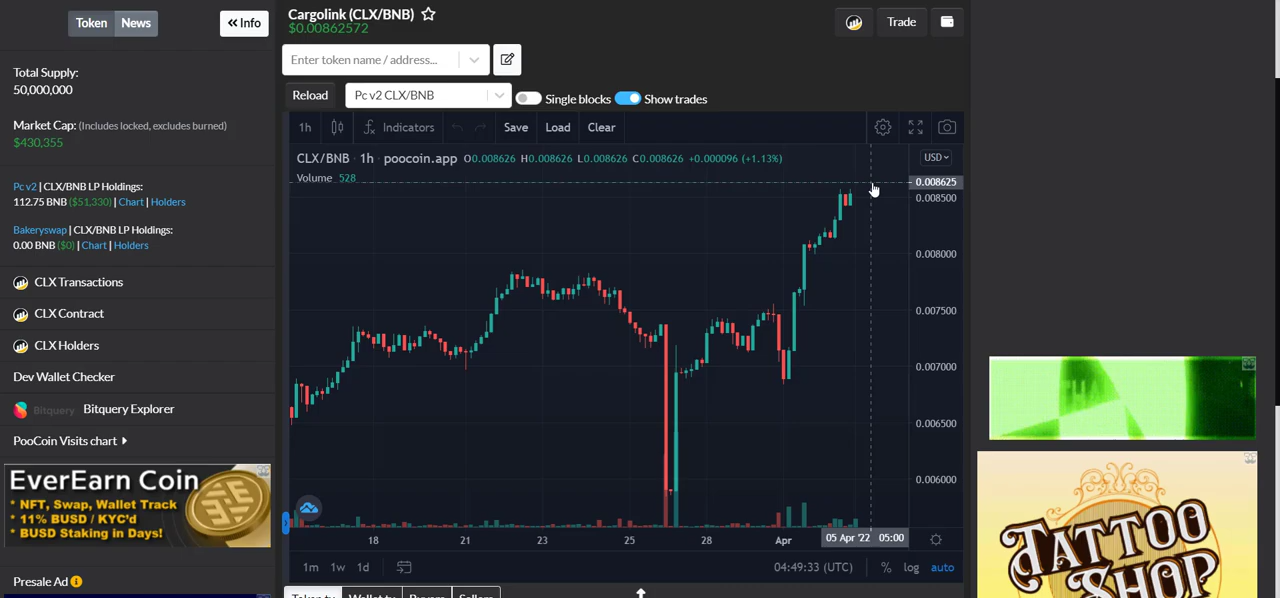 Token News
Info
Total Supply:
50,000,000
Market Cap: (Includes locked, excludes burned)
$430,355
Pc v2 | CLX/BNB LP Holdings:
112.75 BNB ($51,330) | Chart | Holders
Bakeryswap | CLX/BNB LP Holdings:
0.00 BNB ($0) | Chart | Holders
CLX Transactions
CLX Contract
CLX Holders
Dev Wallet Checker
Bitquery Bitquery Explorer
PooCoin Visits chart
EverEarn Coin
* NFT, Swap, Wallet Track
* 11% BUSD / KYC'd
* BUSD Staking in Days!
Presale Ad
Cargolink (CLX/BNB)
$0.00862572
Trade
Enter token name / address...
Reload Pc v2 CLX/BNB Single blocks Show trades
1h Indicators Save Load Clear
CLX/BNB · 1h · poocoin.app O0.008626 H0.008626 L0.008626 C0.008626 +0.000096 (+1.13%)
USD
Volume 528
0.008625
0.008500
0.008000
0.007500
0.007000
0.006500
0.006000
18 21 23 25 28 Apr 05 Apr '22 05:00
1m 1w 1d 04:49:33 (UTC) % log auto
Buyers Sellers
TATTOO
SHOP